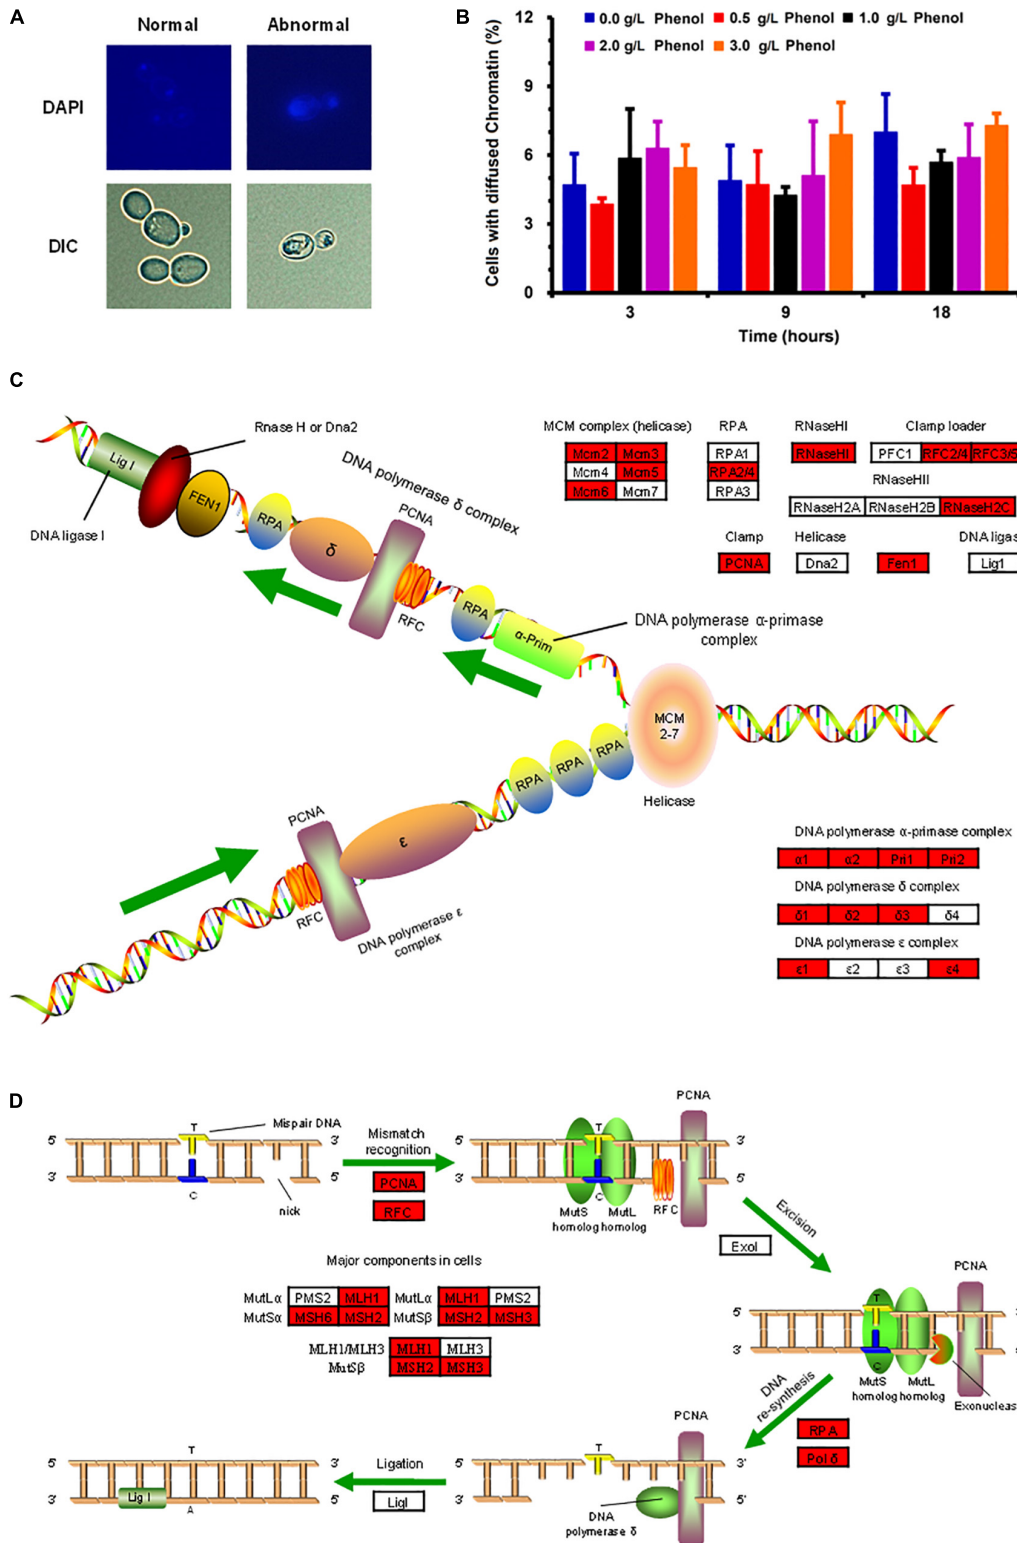 A
Normal
Abnormal
DAPI
DIC
B
Cells with diffused Chromatin (%)
0.0 g/L Phenol
0.5 g/L Phenol
1.0 g/L Phenol
2.0 g/L Phenol
3.0 g/L Phenol
12
9
6
3
0
3
9
18
Time (hours)
C
Rnase H or Dna2
Lig I
FEN1
DNA ligase I
RPA
δ
DNA polymerase δ complex
PCNA
RFC
RPA
α-Prim
DNA polymerase α-primase
complex
MCM
2-7
Helicase
RPA
RPA
RPA
PCNA
ε
RFC
DNA polymerase ε
complex
MCM complex (helicase)
Mcm2 Mcm3
Mcm4 Mcm5
Mcm6 Mcm7
RPA
RPA1
RPA2/4
RPA3
RNaseHI
RNaseHI
Clamp loader
PFC1 RFC2/4 RFC3/5
RNaseHII
RNaseH2A RNaseH2B RNaseH2C
Clamp
PCNA
Helicase
Dna2
Fen1
DNA ligas
Lig1
DNA polymerase α-primase complex
α1 α2 Pri1 Pri2
DNA polymerase δ complex
δ1 δ2 δ3 δ4
DNA polymerase ε complex
ε1 ε2 ε3 ε4
D
T
Mispair DNA
5' 3'
3' 5'
C
nick
Mismatch
recognition
PCNA
RFC
PCNA
T
5' 3'
3' 5'
C
MutS
homolog
MutL
homolog
RFC
Excision
ExoI
PCNA
T
5' 3'
3' 5'
C
MutS
homolog
MutL
homolog
Exonucleas
Major components in cells
MutLα PMS2 MLH1
MutSα MSH6 MSH2
MutLα MLH1 PMS2
MutSβ MSH2 MSH3
MLH1/MLH3 MLH1 MLH3
MutSβ MSH2 MSH3
DNA
re-synthesis
RPA
Pol δ
PCNA
T
5' 3'
3' 5'
DNA
polymerase δ
Ligation
LigI
T
5' 3'
3' 5'
Lig I
A